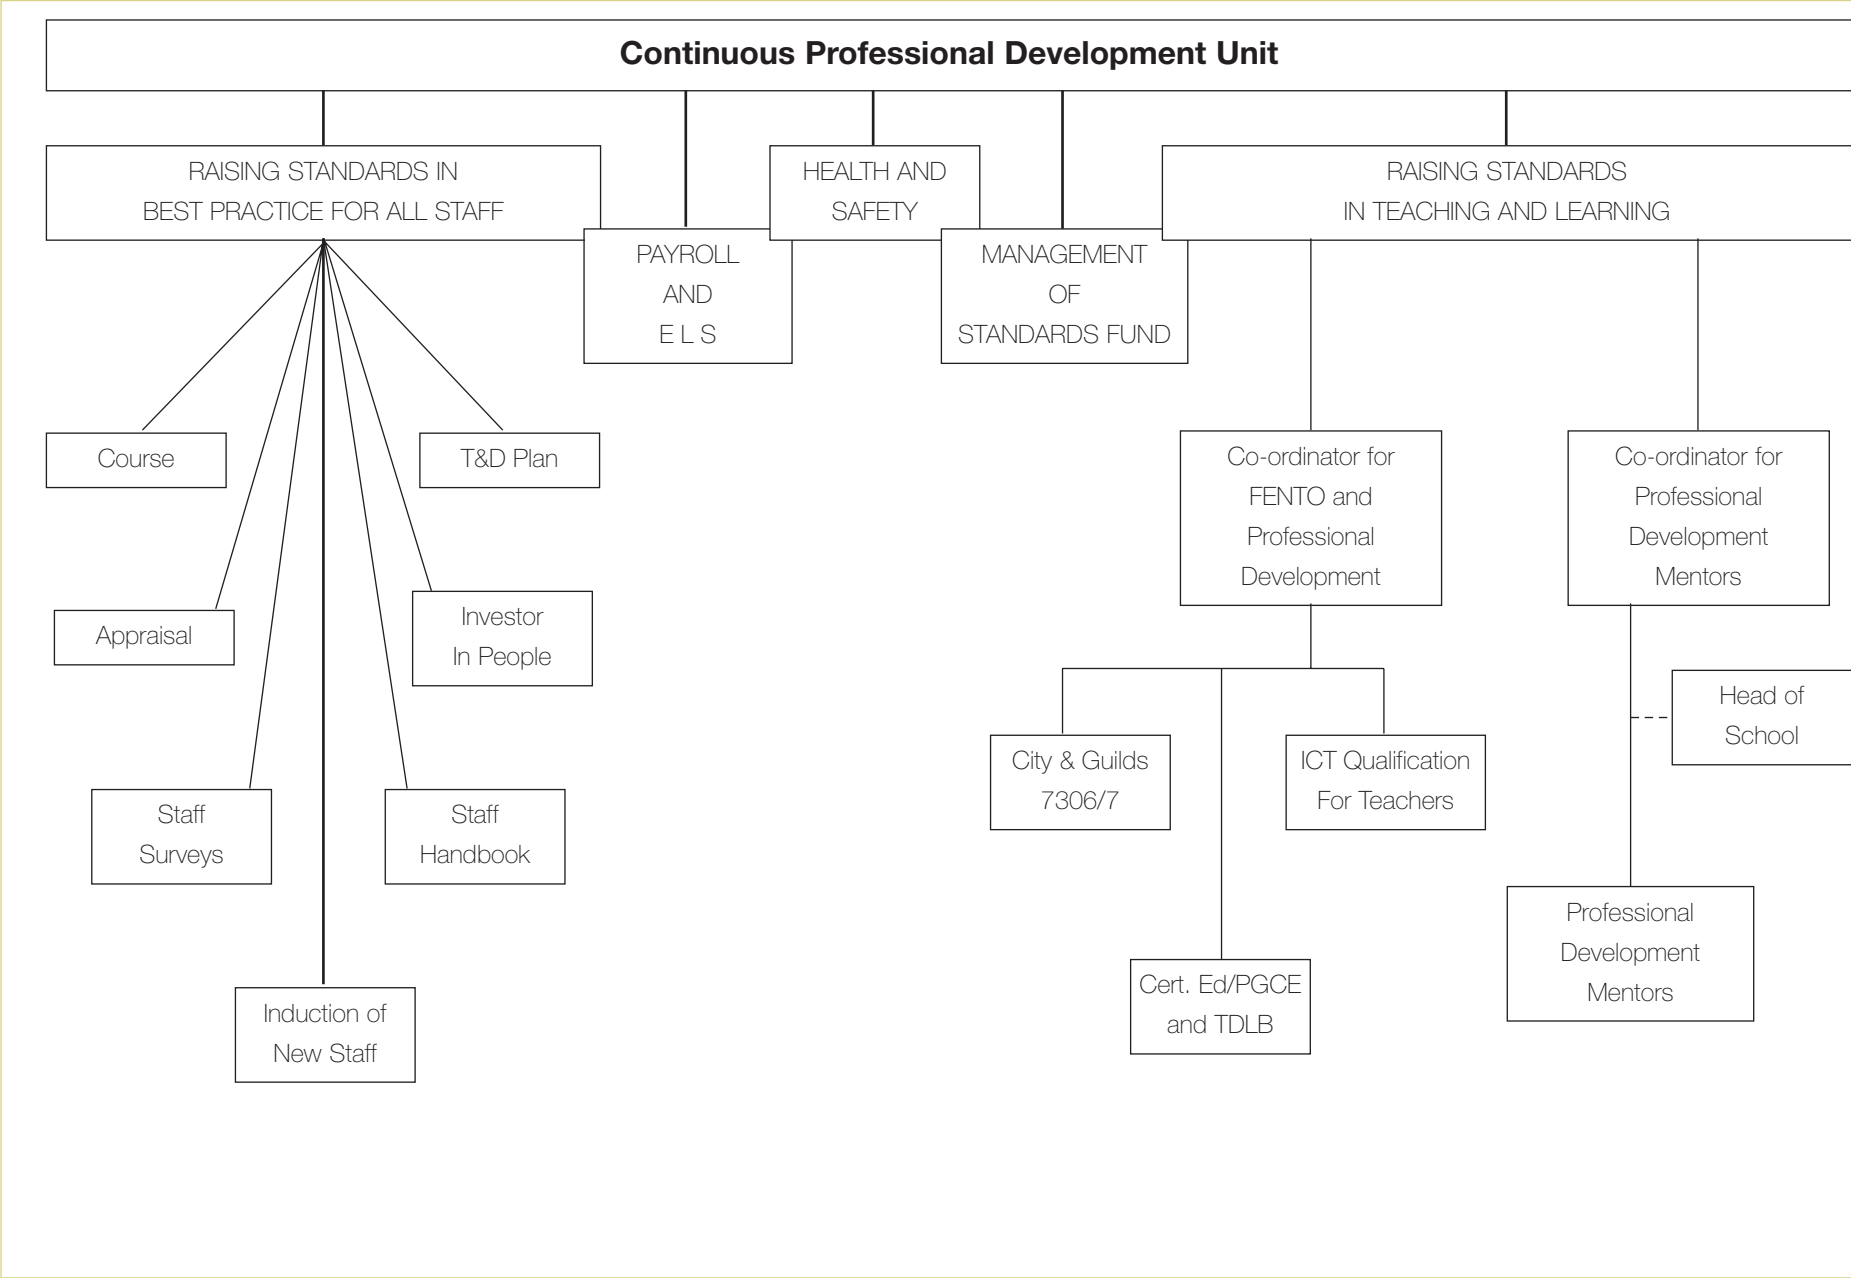 Continuous Professional Development Unit
RAISING STANDARDS IN
BEST PRACTICE FOR ALL STAFF
PAYROLL
AND
E L S
HEALTH AND
SAFETY
MANAGEMENT
OF
STANDARDS FUND
RAISING STANDARDS
IN TEACHING AND LEARNING
Course
T&D Plan
Appraisal
Investor
In People
Staff
Surveys
Staff
Handbook
Induction of
New Staff
Co-ordinator for
FENTO and
Professional
Development
Co-ordinator for
Professional
Development
Mentors
City & Guilds
7306/7
ICT Qualification
For Teachers
Cert. Ed/PGCE
and TDLB
Head of
School
Professional
Development
Mentors